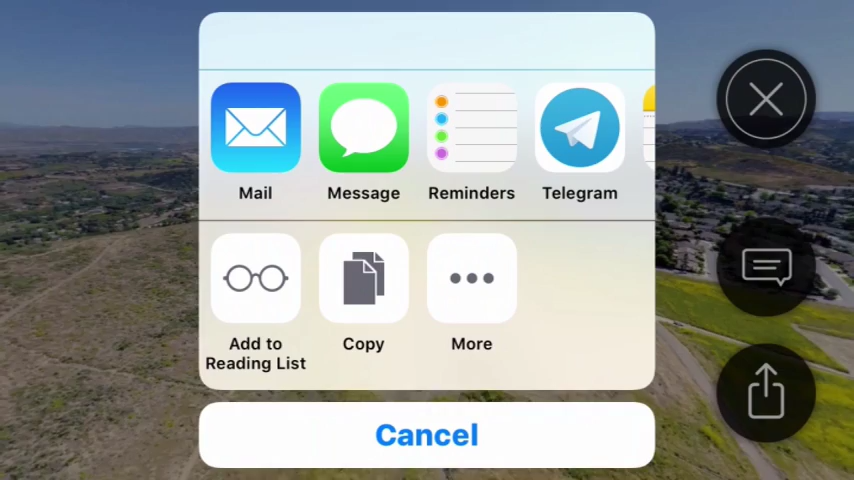 Mail
Message
Reminders
Telegram
Add to
Reading List
Copy
More
Cancel